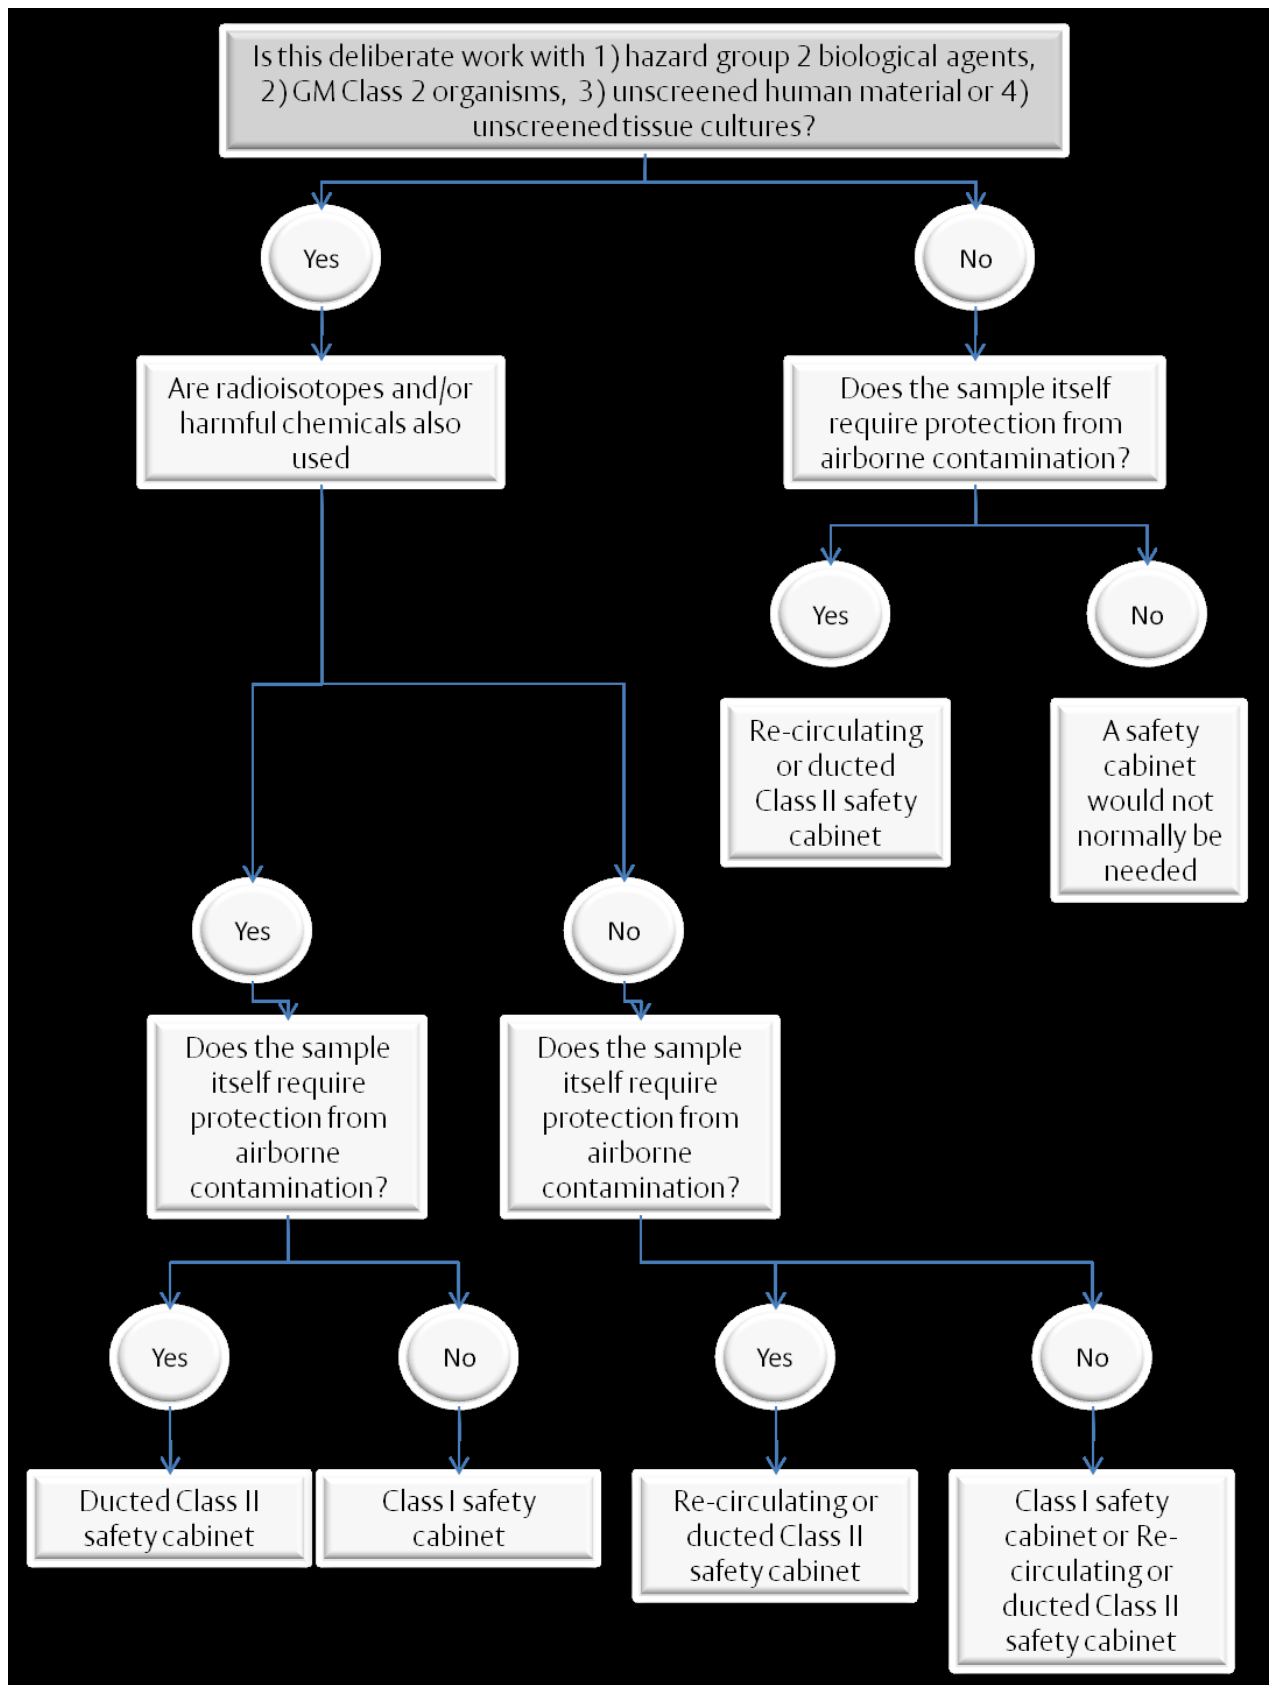 Is this deliberate work with 1) hazard group 2 biological agents,
2) GM Class 2 organisms, 3) unscreened human material or 4)
unscreened tissue cultures?
Yes
No
Are radioisotopes and/or
harmful chemicals also
used
Does the sample itself
require protection from
airborne contamination?
Yes
No
Re-circulating
or ducted
Class II safety
cabinet
A safety
cabinet
would not
normally be
needed
Yes
No
Does the sample
itself require
protection from
airborne
contamination?
Does the sample
itself require
protection from
airborne
contamination?
Yes
No
Yes
No
Ducted Class II
safety cabinet
Class I safety
cabinet
Re-circulating or
ducted Class II
safety cabinet
Class I safety
cabinet or Re-
circulating or
ducted Class II
safety cabinet